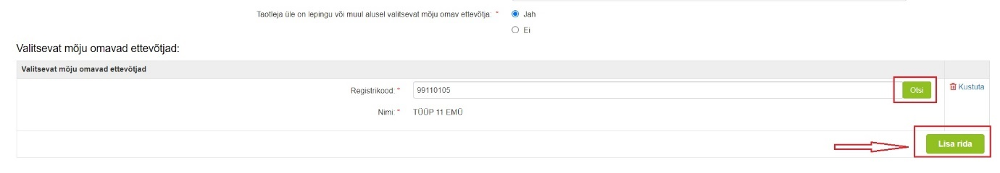 Taotleja üle on lepingu või muul alusel valitsevat mõju omav ettevõtja: * Jah
Ei
Valitsevat mõju omavad ettevõtjad:
Valitsevat mõju omavad ettevõtjad
Registrikood: * 99110105 Otsi Kustuta
Nimi: * TÜÜP 11 EMÜ
Lisa rida